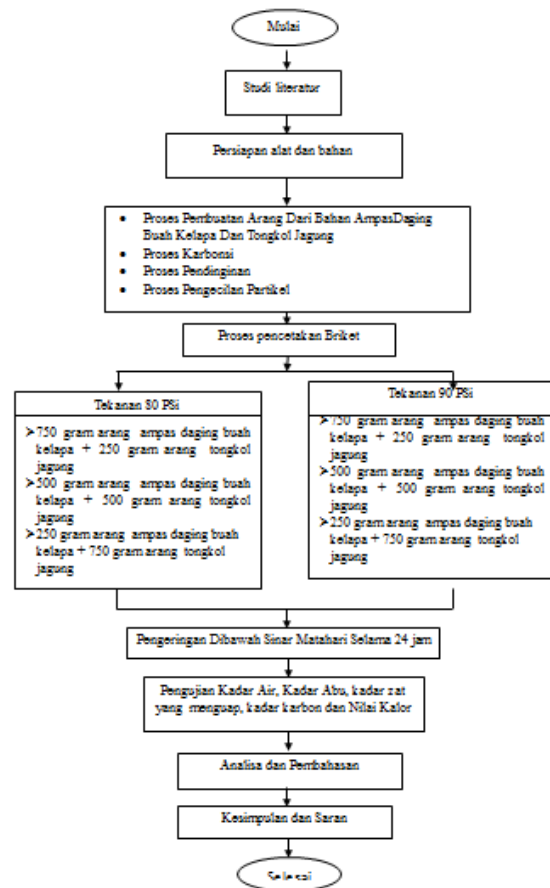 Mulai
Studi literatur
Persiapan alat dan bahan
• Proses Pembuatan Arang Dari Bahan AmpasDaging
Buah Kelapa Dan Tongkol Jagung
• Proses Karbonsi
• Proses Pendinginan
• Proses Pengecilan Partikel
Proses pencetakan Briket
Tekanan 80 PSi
➢750 gram arang ampas daging buah
kelapa + 250 gram arang tongkol
jagung
➢500 gram arang ampas daging buah
kelapa + 500 gram arang tongkol
jagung
➢250 gram arang ampas daging buah
kelapa + 750 gram arang tongkol
jagung
Tekanan 90 PSi
➢750 gram arang ampas daging buah
kelapa + 250 gram arang tongkol
jagung
➢500 gram arang ampas daging buah
kelapa + 500 gram arang tongkol
jagung
➢250 gram arang ampas daging buah
kelapa + 750 gram arang tongkol
jagung
Pengeringan Dibawah Sinar Matahari Selama 24 jam
Pengujian Kadar Air, Kadar Abu, kadar zat
yang menguap, kadar karbon dan Nilai Kalor
Analisa dan Pembahasan
Kesimpulan dan Saran
Selesai